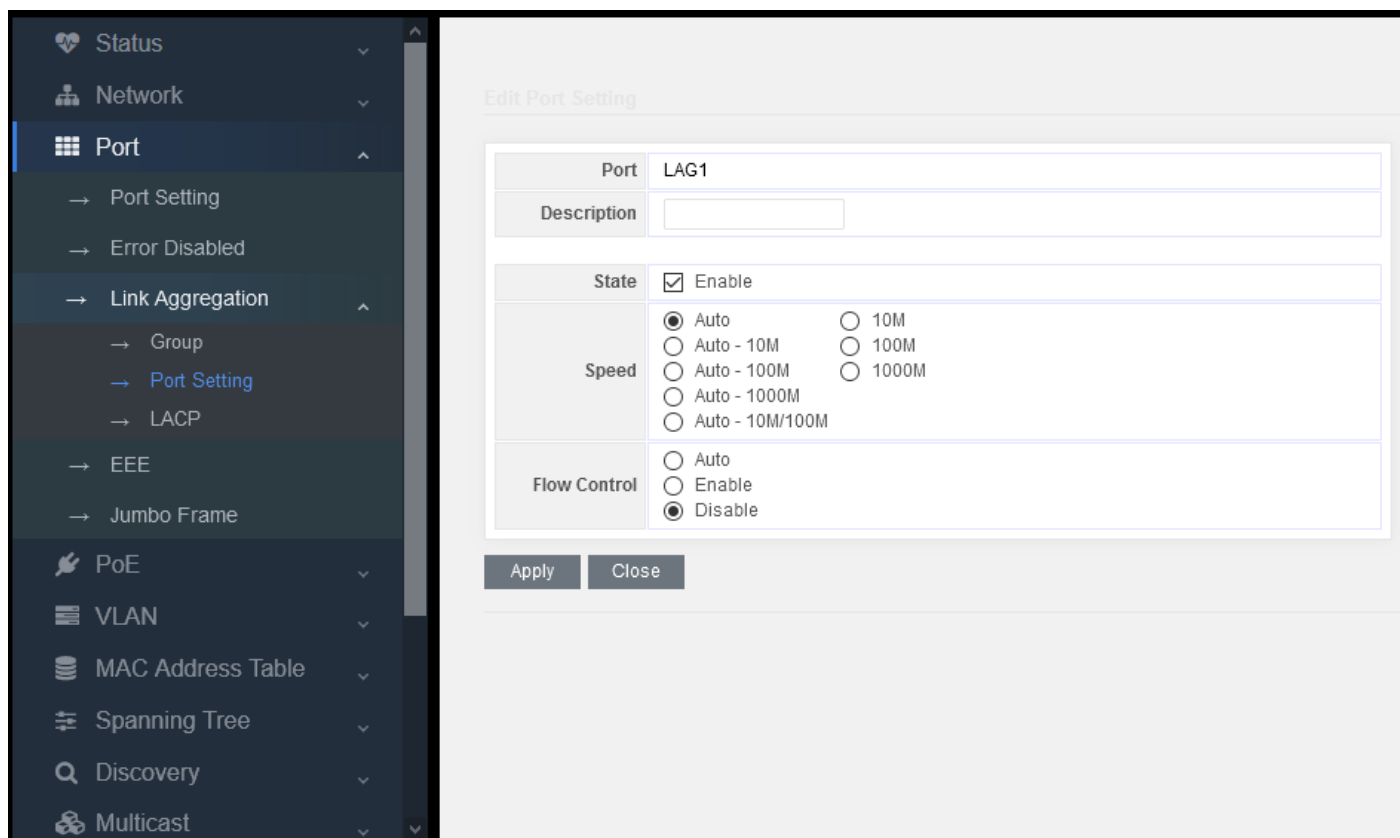 Status
Network
Port
→ Port Setting
→ Error Disabled
→ Link Aggregation
→ Group
→ Port Setting
→ LACP
→ EEE
→ Jumbo Frame
PoE
VLAN
MAC Address Table
Spanning Tree
Discovery
Multicast
Edit Port Setting
Port LAG1
Description
State Enable
Speed
Auto 10M
Auto - 10M 100M
Auto - 100M 1000M
Auto - 1000M
Auto - 10M/100M
Flow Control
Auto
Enable
Disable
Apply Close